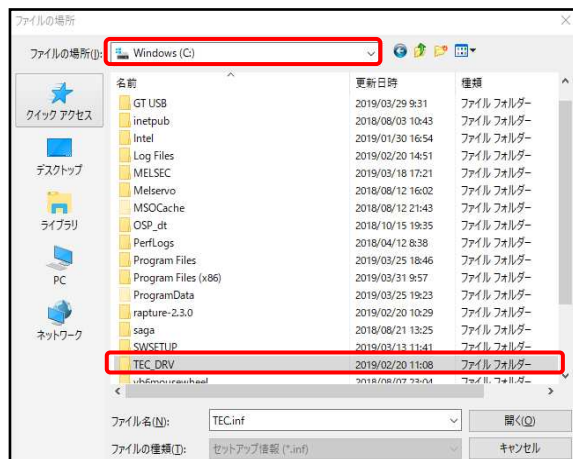 ファイルの場所
ファイルの場所(I): Windows (C:)
クイック アクセス
デスクトップ
ライブラリ
PC
ネットワーク
名前 更新日時 種類
GT USB 2019/03/29 9:31 ファイル フォルダー
inetpub 2018/08/03 10:43 ファイル フォルダー
Intel 2019/01/30 16:54 ファイル フォルダー
Log Files 2019/02/20 14:51 ファイル フォルダー
MELSEC 2019/03/18 17:21 ファイル フォルダー
Melservo 2018/08/12 16:02 ファイル フォルダー
MSOCache 2018/08/12 21:43 ファイル フォルダー
OSP_dt 2018/10/15 19:35 ファイル フォルダー
PerfLogs 2018/04/12 8:38 ファイル フォルダー
Program Files 2019/03/25 18:46 ファイル フォルダー
Program Files (x86) 2019/03/31 9:57 ファイル フォルダー
ProgramData 2019/03/25 19:23 ファイル フォルダー
rapture-2.3.0 2019/02/20 10:29 ファイル フォルダー
saga 2018/08/21 13:25 ファイル フォルダー
SWSETUP 2019/03/13 11:41 ファイル フォルダー
TEC_DRV 2019/02/20 11:08 ファイル フォルダー
vb6mousewheel 2018/08/07 23:04 ファイル フォルダー
ファイル名(N): TEC.inf 開く(O)
ファイルの種類(T): セットアップ情報 (*.inf) キャンセル